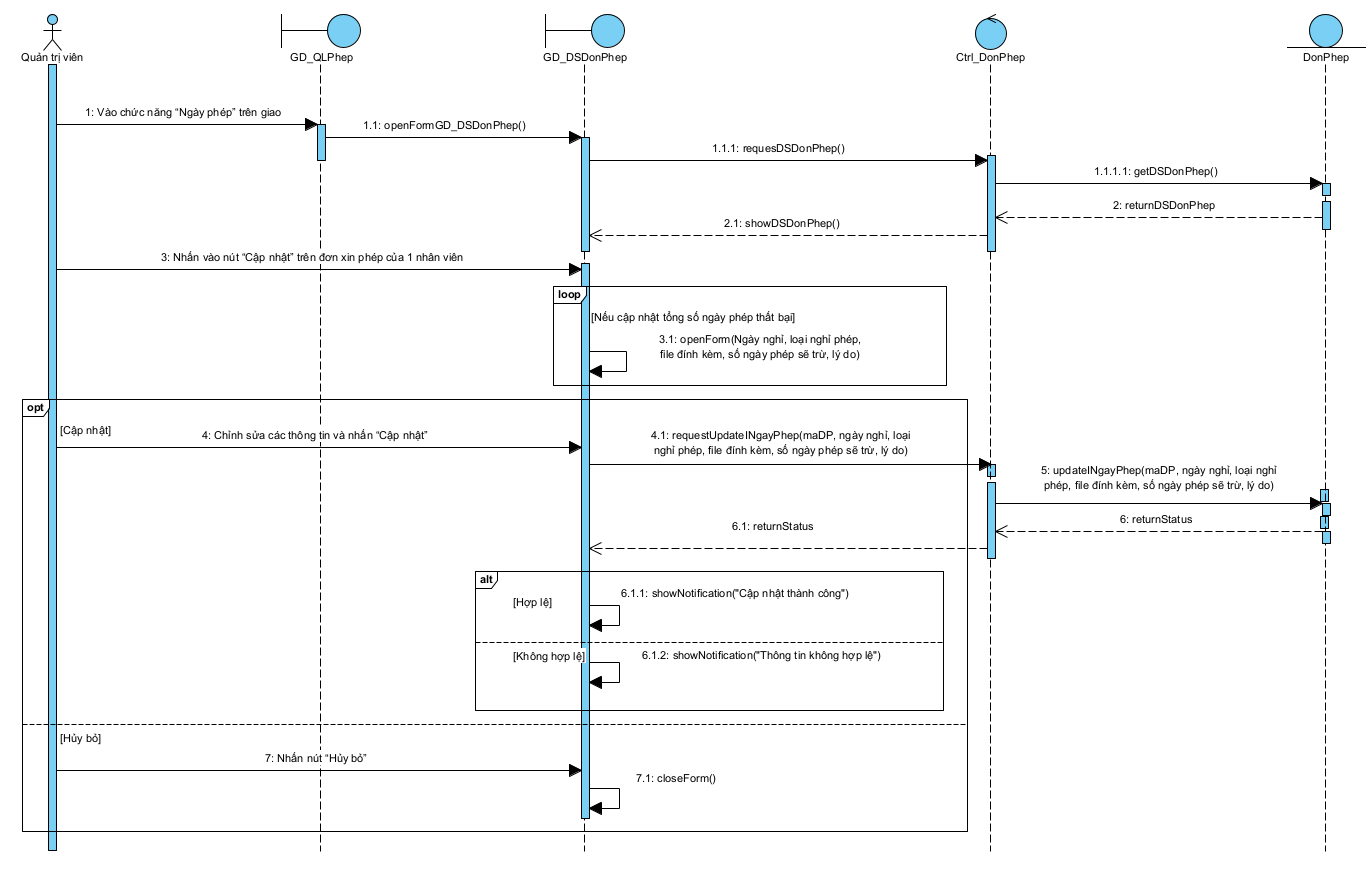 Quản trị viên
GD_QLPhep
GD_DSDonPhep
Ctrl_DonPhep
DonPhep
1: Vào chức năng “Ngày phép” trên giao
1.1: openFormGD_DSDonPhep()
1.1.1: requesDSDonPhep()
1.1.1.1: getDSDonPhep()
2: returnDSDonPhep
2.1: showDSDonPhep()
3: Nhấn vào nút “Cập nhật” trên đơn xin phép của 1 nhân viên
loop
[Nếu cập nhật tổng số ngày phép thất bại]
3.1: openForm(Ngày nghỉ, loại nghỉ phép,
file đính kèm, số ngày phép sẽ trừ, lý do)
opt
[Cập nhật]
4: Chỉnh sửa các thông tin và nhấn “Cập nhật”
4.1: requestUpdateINgayPhep(maDP, ngày nghỉ, loại
nghỉ phép, file đính kèm, số ngày phép sẽ trừ, lý do)
5: updateINgayPhep(maDP, ngày nghỉ, loại nghỉ
phép, file đính kèm, số ngày phép sẽ trừ, lý do)
6: returnStatus
6.1: returnStatus
alt
[Hợp lệ]
6.1.1: showNotification("Cập nhật thành công")
[Không hợp lệ]
6.1.2: showNotification("Thông tin không hợp lệ")
[Hủy bỏ]
7: Nhấn nút “Hủy bỏ”
7.1: closeForm()